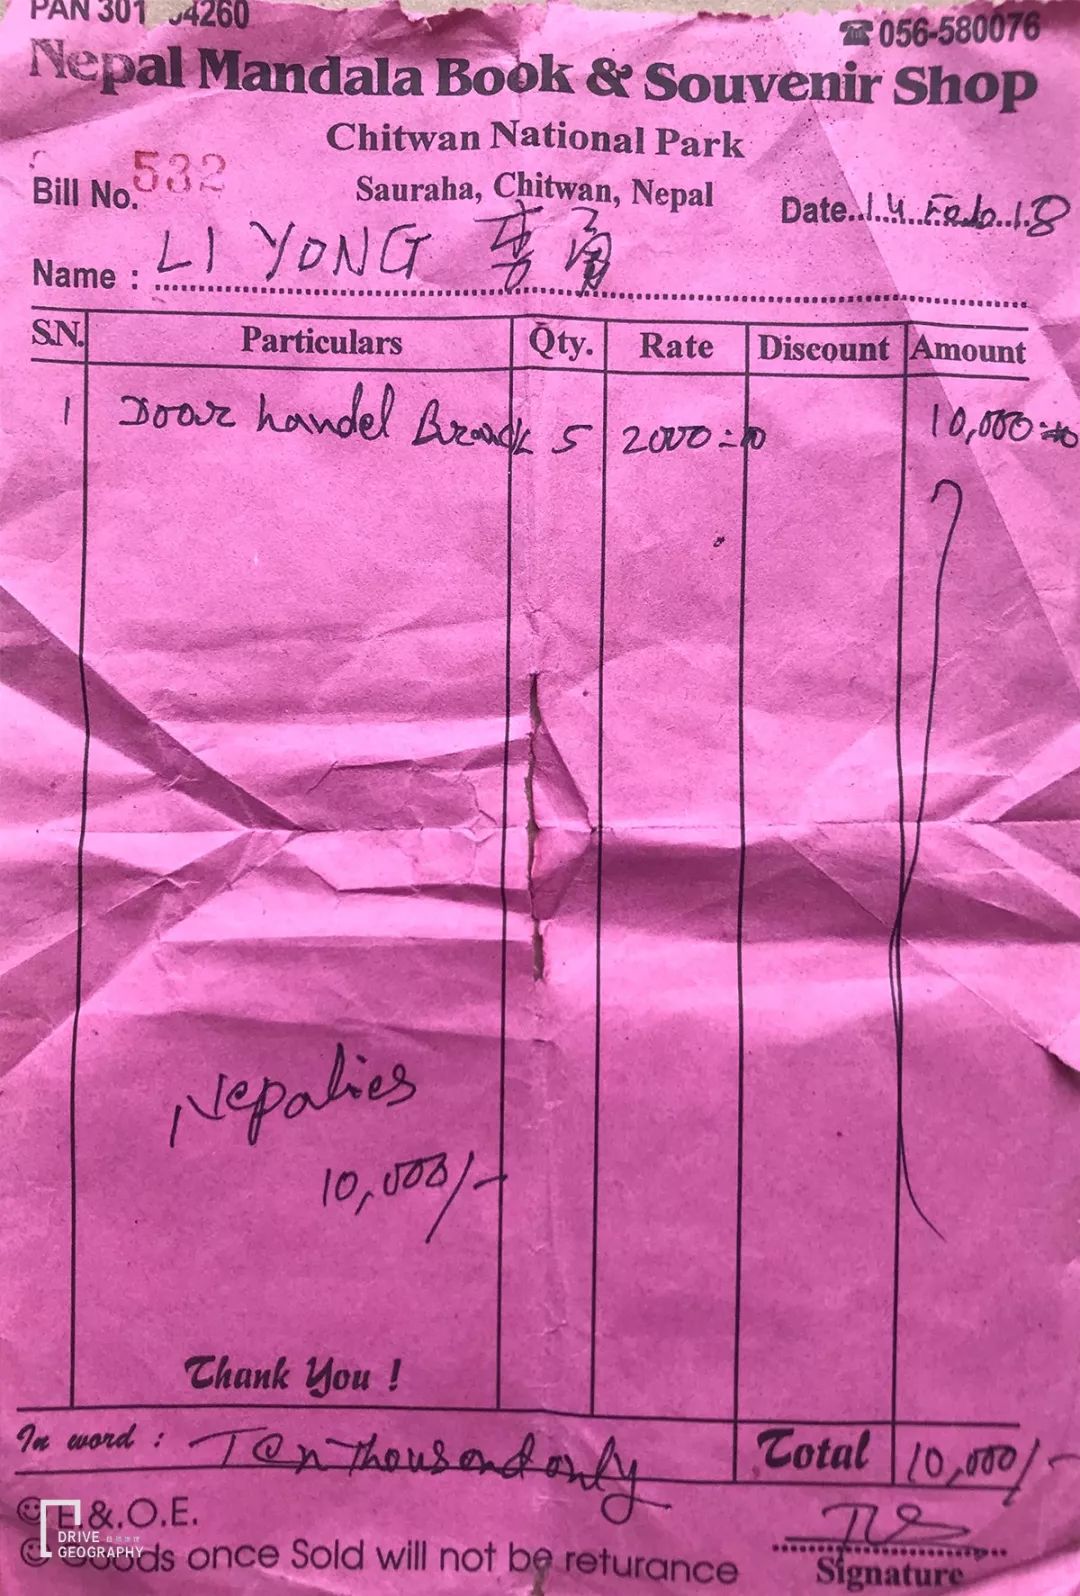 PAN 301 4260
☎ 056-580076
Nepal Mandala Book & Souvenir Shop
Chitwan National Park
Bill No. 532
Sauraha, Chitwan, Nepal
Date. 14 Feb. 18
Name : LI YONG 李勇
S.N. Particulars Qty. Rate Discount Amount
1 Door handel 5 2000=00 10,000=00
Nepalies
10,000/-
Thank You !
In word : Ten thousand only Total 10,000/-
E.&.O.E.
Goods once Sold will not be returance
Signature
DRIVE
GEOGRAPHY